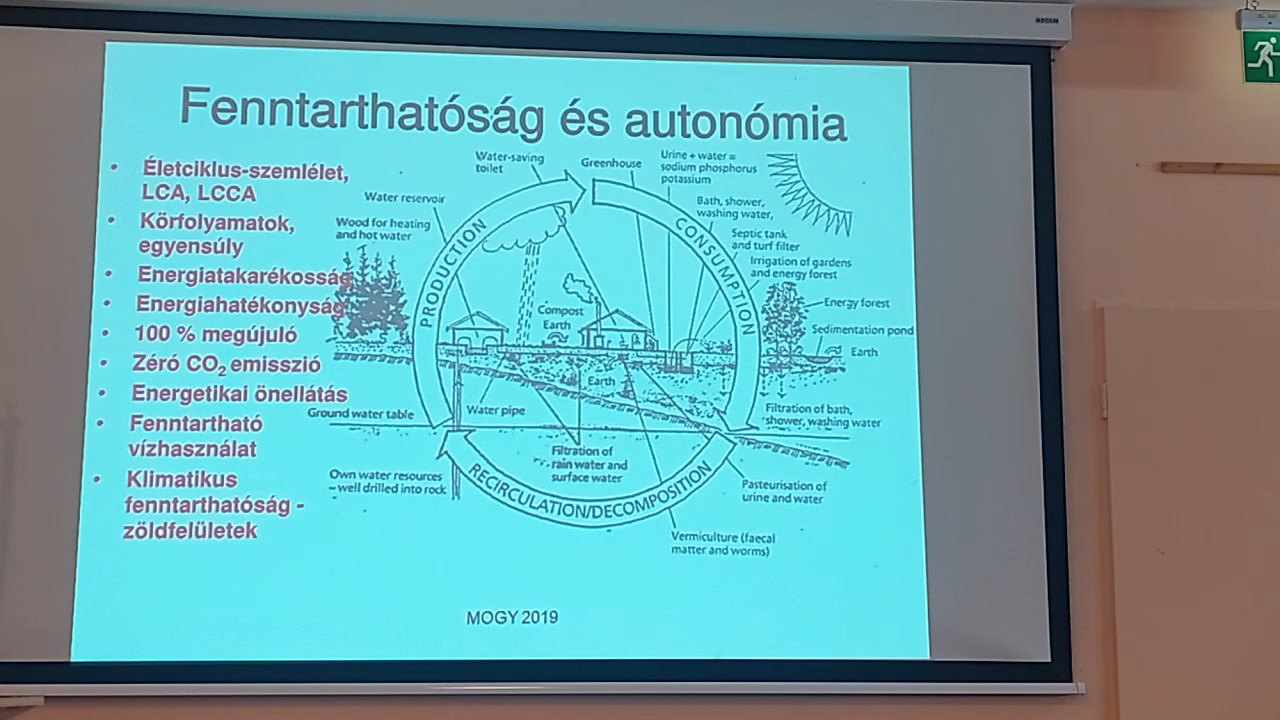 Fenntarthatóság és autonómia
• Életciklus-szemlélet,
LCA, LCCA
• Körfolyamatok,
egyensúly
• Energiatakarékosság
• Energiahatékonyság
• 100 % megújuló
• Zéró CO2 emisszió
• Energetikai önellátás
• Fenntartható
vízhasználat
• Klimatikus
fenntarthatóság -
zöldfelületek
Water-saving
toilet
Greenhouse
Urine + water =
sodium phosphorus
potassium
Water reservoir
Bath, shower,
washing water,
Wood for heating
and hot water
Septic tank
and turf filter
Irrigation of gardens
and energy forest
PRODUCTION
CONSUMPTION
Energy forest
Compost
Earth
Sedimentation pond
Earth
Earth
Ground water table
Water pipe
Filtration of bath,
shower, washing water
Filtration of
rain water and
surface water
Own water resources
– well drilled into rock
RECIRCULATION/DECOMPOSITION
Pasteurisation of
urine and water
Vermiculture (faecal
matter and worms)
MOGY 2019